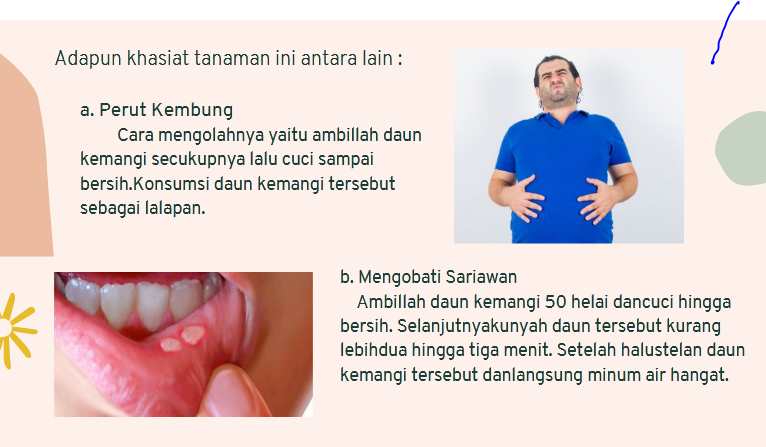 Adapun khasiat tanaman ini antara lain :
a. Perut Kembung
Cara mengolahnya yaitu ambillah daun
kemangi secukupnya lalu cuci sampai
bersih.Konsumsi daun kemangi tersebut
sebagai lalapan.
b. Mengobati Sariawan
Ambillah daun kemangi 50 helai dancuci hingga
bersih. Selanjutnyakunyah daun tersebut kurang
lebihdua hingga tiga menit. Setelah halustelan daun
kemangi tersebut danlangsung minum air hangat.